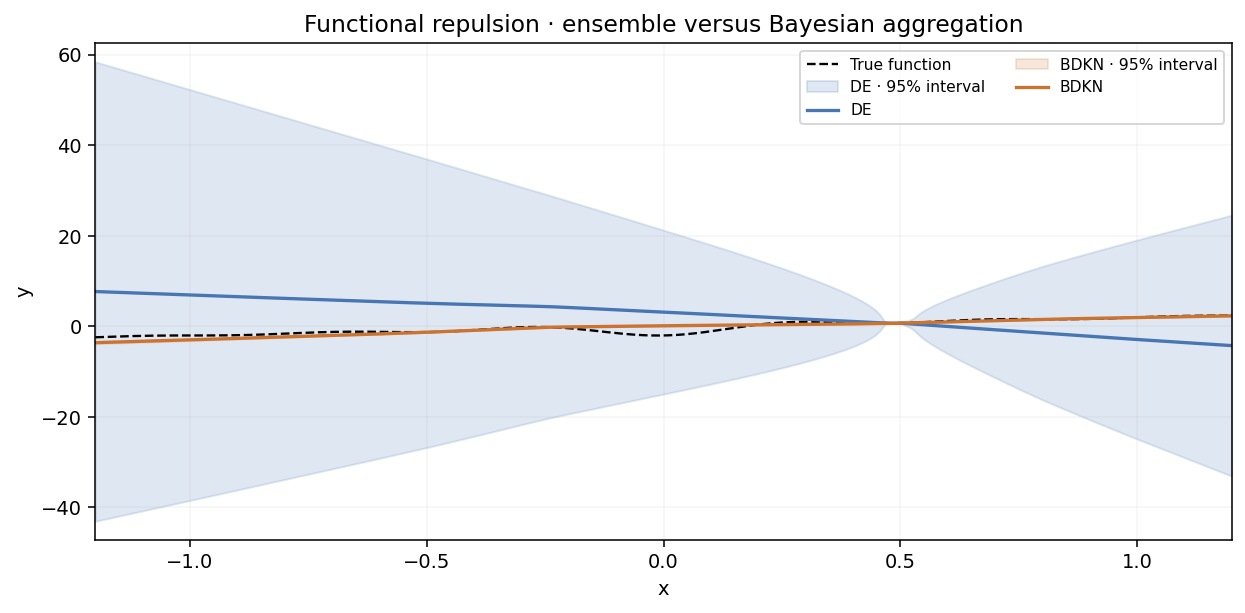 Functional repulsion · ensemble versus Bayesian aggregation
True function
DE · 95% interval
DE
BDKN · 95% interval
BDKN
y
60
40
20
0
−20
−40
−1.0
−0.5
0.0
0.5
1.0
x